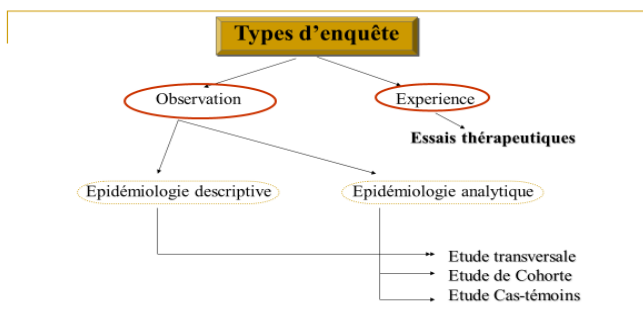 Types d'enquête
Observation
Experience
Essais thérapeutiques
Epidémiologie descriptive
Epidémiologie analytique
Etude transversale
Etude de Cohorte
Etude Cas-témoins